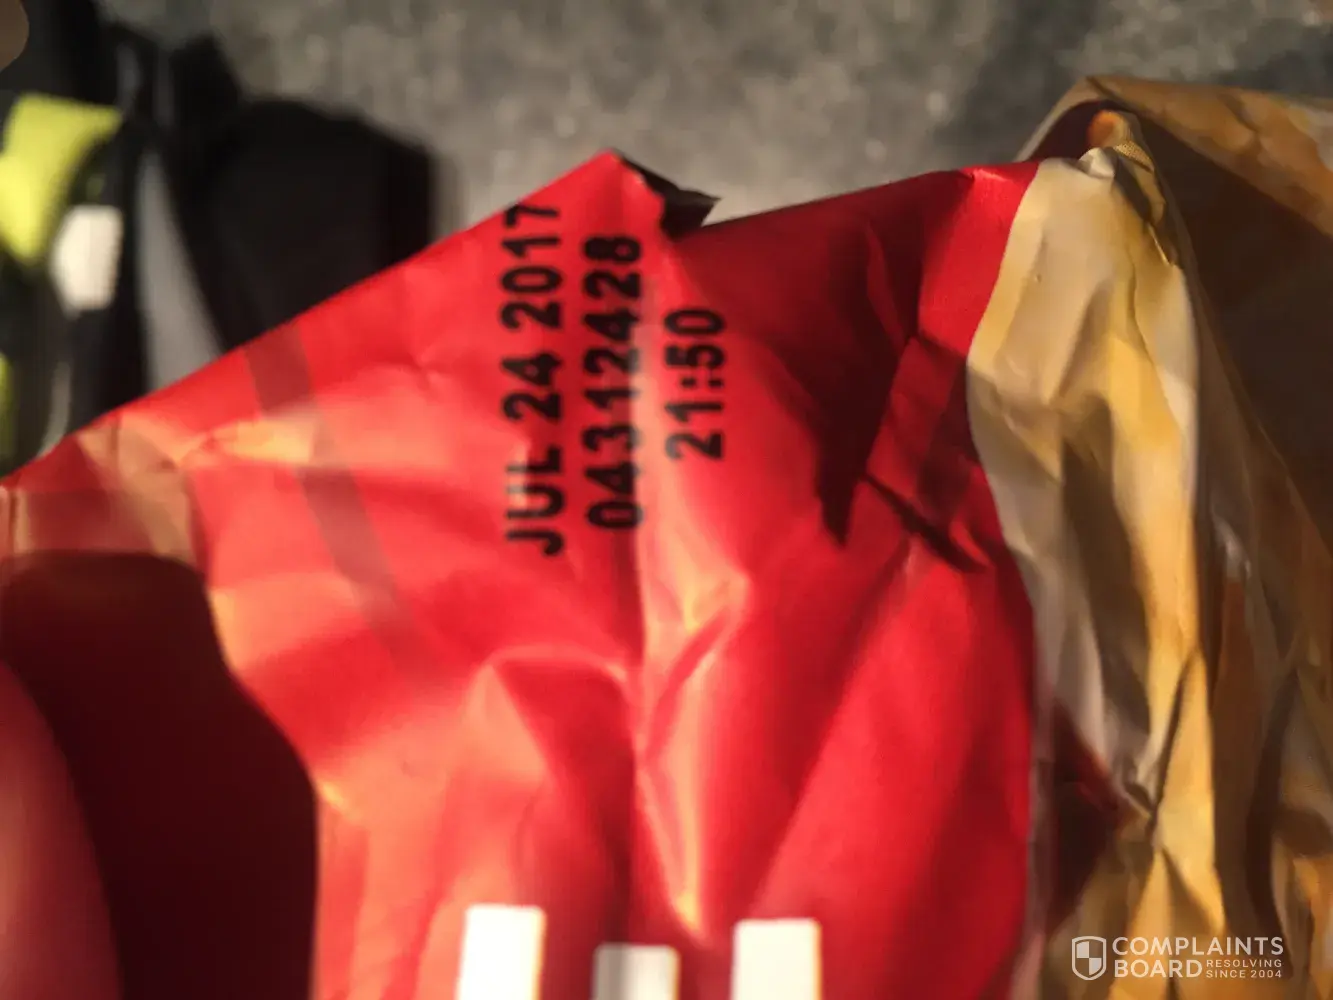 JUL 24 2017
04312428
21:50
COMPLAINTS
BOARD RESOLVING
SINCE 2004